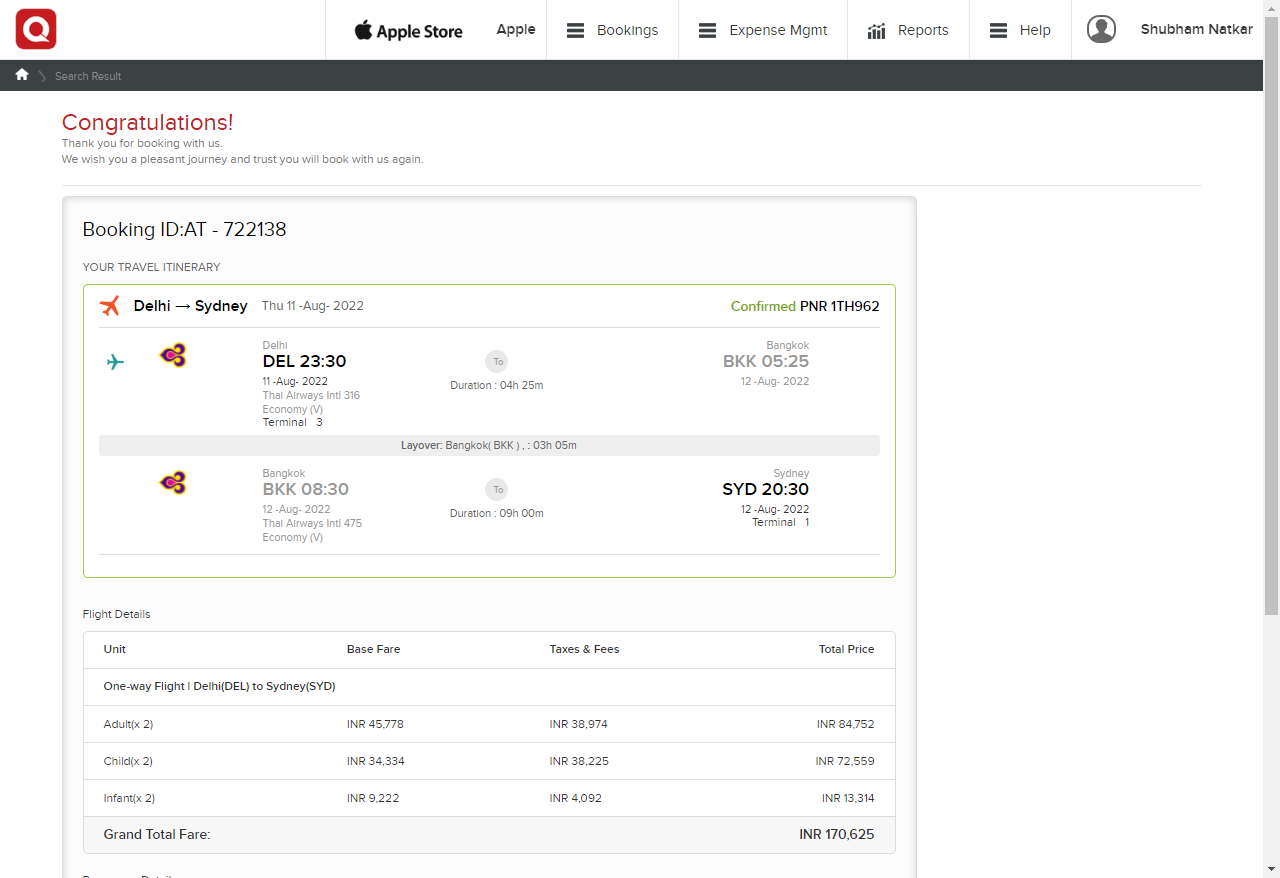 Apple Store
Apple
Bookings
Expense Mgmt
Reports
Help
Shubham Natkar
Search Result
Congratulations!
Thank you for booking with us.
We wish you a pleasant journey and trust you will book with us again.
Booking ID:AT - 722138
YOUR TRAVEL ITINERARY
Delhi → Sydney Thu 11 -Aug- 2022 Confirmed PNR 1TH962
Delhi Bangkok
DEL 23:30 To BKK 05:25
11 -Aug- 2022 Duration : 04h 25m 12 -Aug- 2022
Thai Airways Intl 316
Economy (V)
Terminal 3
Layover: Bangkok( BKK ) , : 03h 05m
Bangkok Sydney
BKK 08:30 To SYD 20:30
12 -Aug- 2022 Duration : 09h 00m 12 -Aug- 2022
Thai Airways Intl 475 Terminal 1
Economy (V)
Flight Details
Unit Base Fare Taxes & Fees Total Price
One-way Flight | Delhi(DEL) to Sydney(SYD)
Adult(x 2) INR 45,778 INR 38,974 INR 84,752
Child(x 2) INR 34,334 INR 38,225 INR 72,559
Infant(x 2) INR 9,222 INR 4,092 INR 13,314
Grand Total Fare: INR 170,625